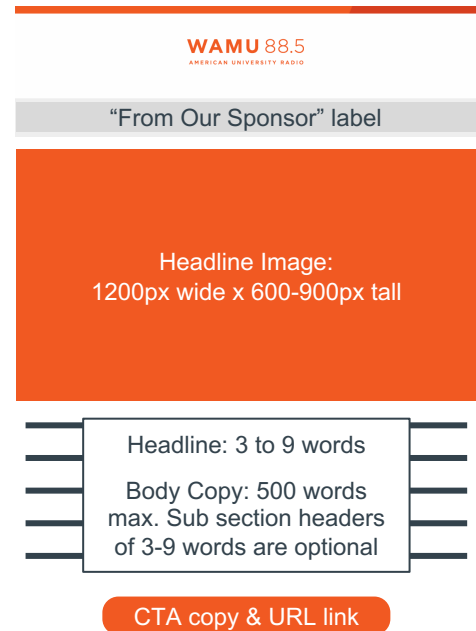 WAMU 88.5
AMERICAN UNIVERSITY RADIO
“From Our Sponsor” label
Headline Image:
1200px wide x 600-900px tall
Headline: 3 to 9 words
Body Copy: 500 words
max. Sub section headers
of 3-9 words are optional
CTA copy & URL link